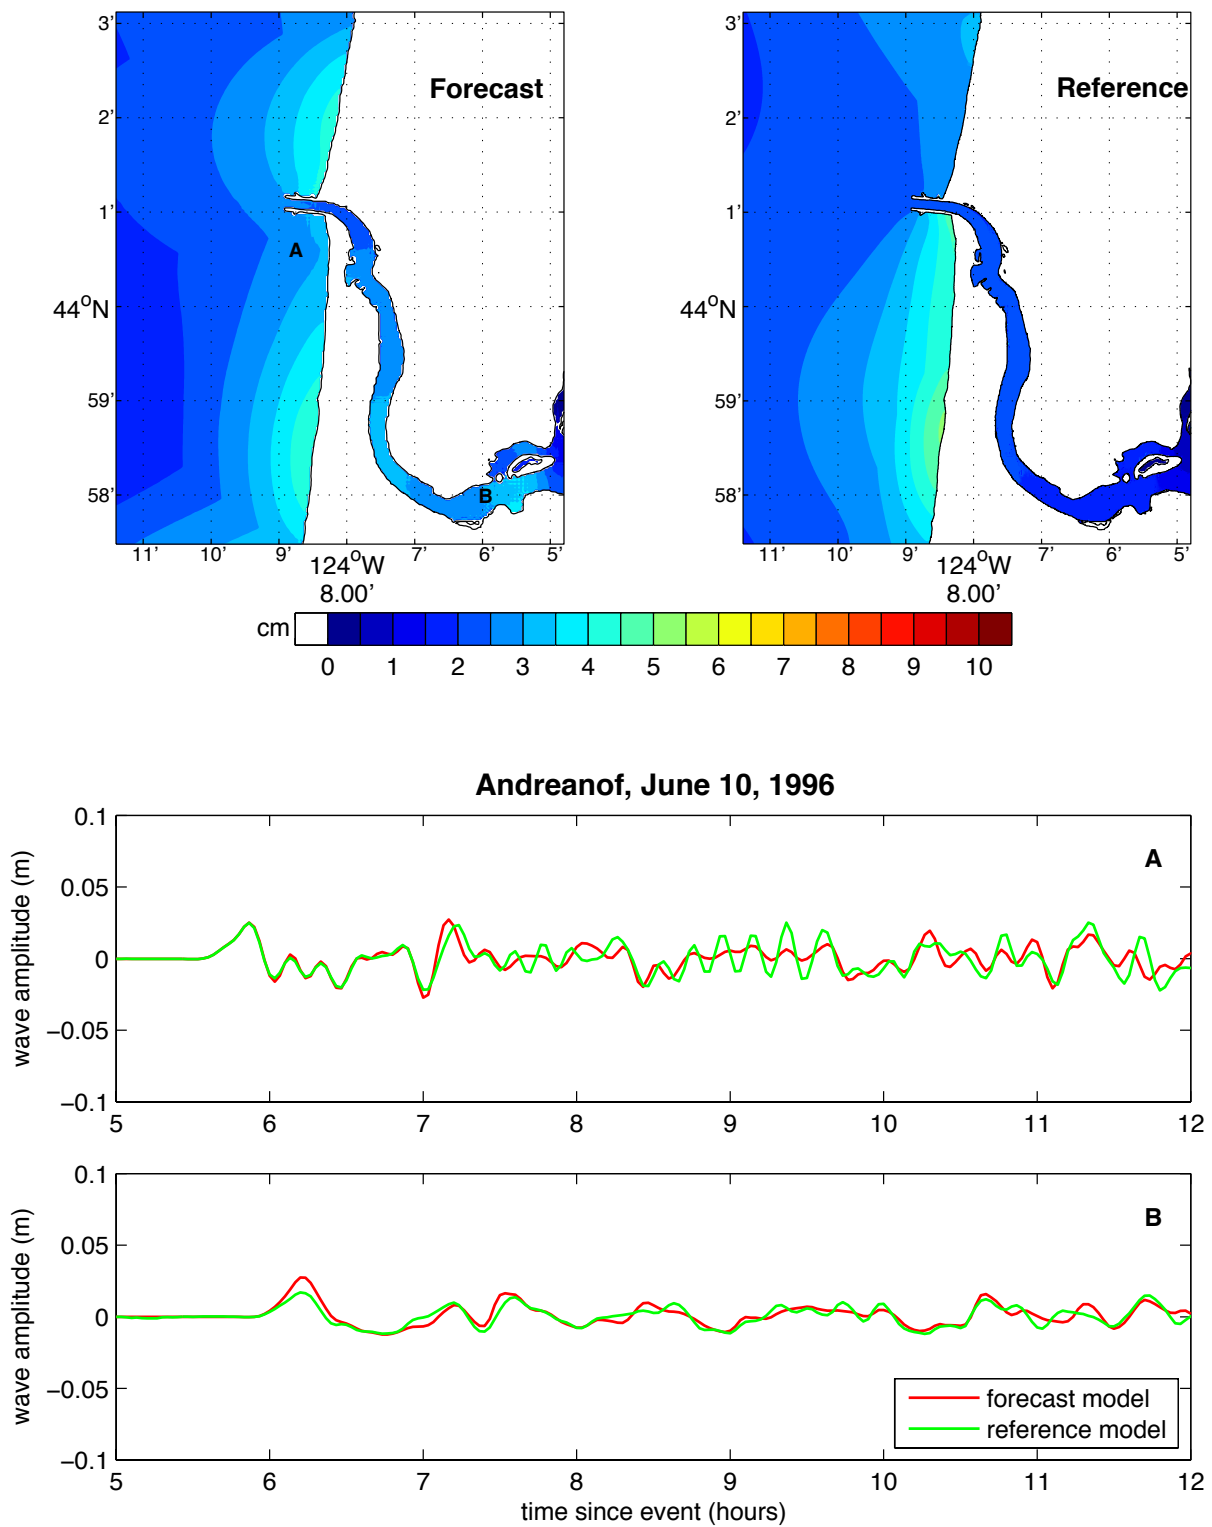 Forecast
3'
2'
1'
A
44°N
59'
58'
B
11' 10' 9' 7' 6' 5'
124°W
8.00'
Reference
3'
2'
1'
44°N
59'
58'
11' 10' 9' 7' 6' 5'
124°W
8.00'
cm
0 1 2 3 4 5 6 7 8 9 10
Andreanof, June 10, 1996
wave amplitude (m)
0.1
0.05
0
−0.05
−0.1
A
5 6 7 8 9 10 11 12
wave amplitude (m)
0.1
0.05
0
−0.05
−0.1
B
forecast model
reference model
5 6 7 8 9 10 11 12
time since event (hours)